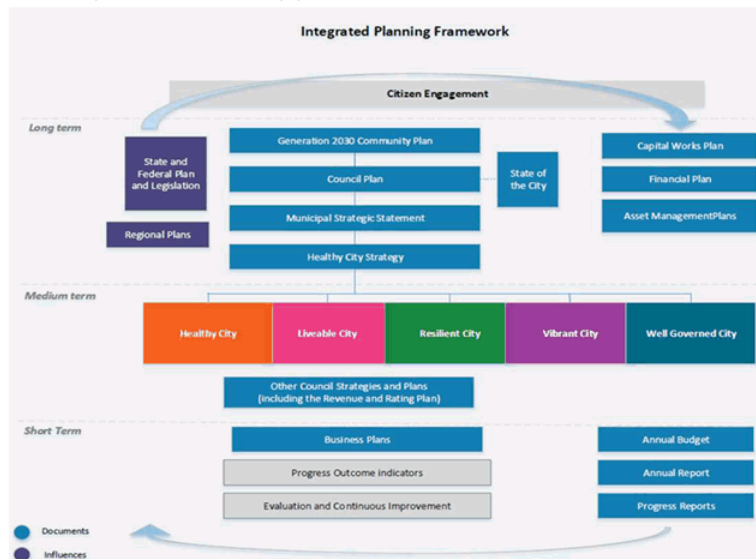 Integrated Planning Framework
Citizen Engagement
Long term
State and
Federal Plan
and Legislation
Regional Plans
Generation 2030 Community Plan
Council Plan
Municipal Strategic Statement
Healthy City Strategy
State of
the City
Capital Works Plan
Financial Plan
Asset ManagementPlans
Medium term
Healthy City
Liveable City
Resilient City
Vibrant City
Well Governed City
Other Council Strategies and Plans
(including the Revenue and Rating Plan)
Short Term
Business Plans
Progress Outcome indicators
Evaluation and Continuous Improvement
Annual Budget
Annual Report
Progress Reports
Documents
Influences